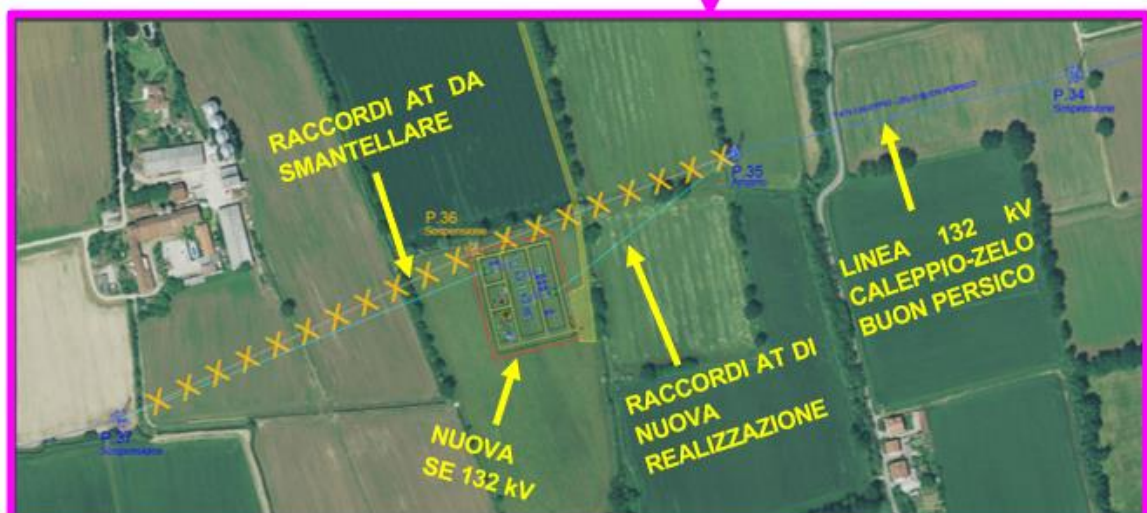 RACCORDI AT DA
SMANTELLARE
P.36
Sospensione
P.34
Sospensione
P.35
Amarro
LINEA 132 kV
CALEPPIO-ZELO
BUON PERSICO
RACCORDI AT DI
NUOVA
REALIZZAZIONE
NUOVA
SE 132 kV
P.37
Sospensione